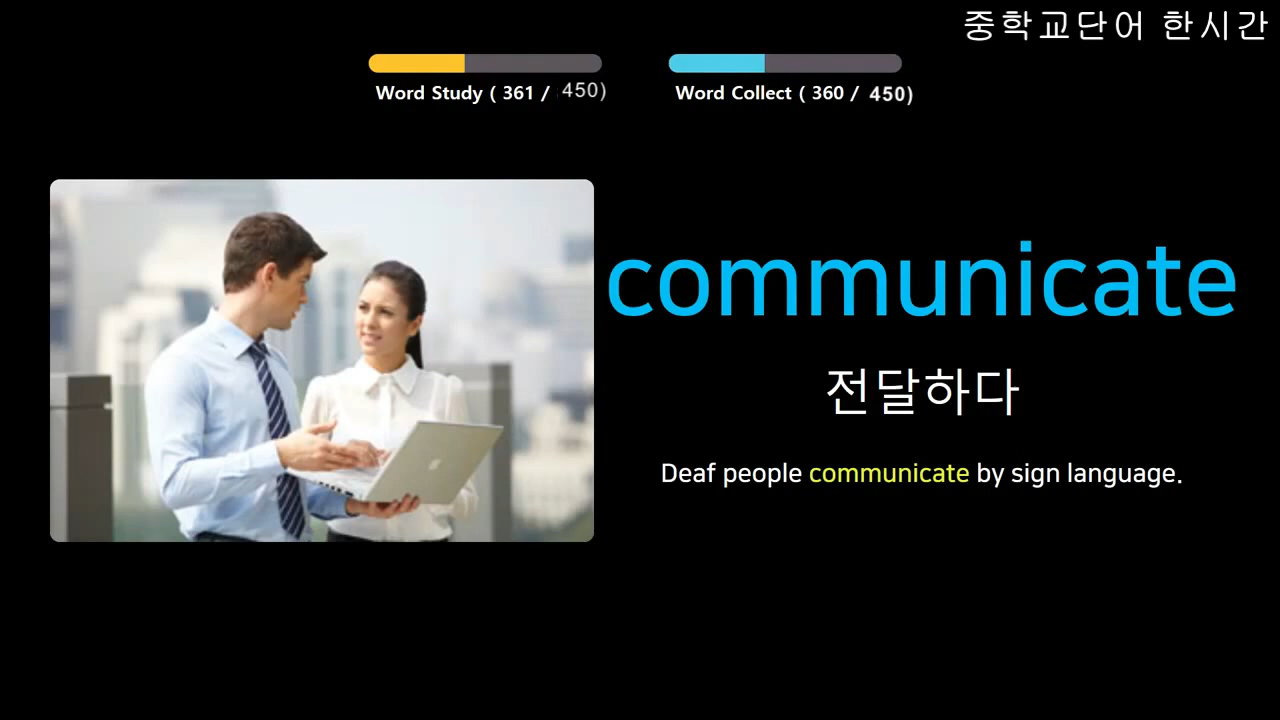 중학교단어 한시간
Word Study ( 361 / 450)
Word Collect ( 360 / 450)
communicate
전달하다
Deaf people communicate by sign language.